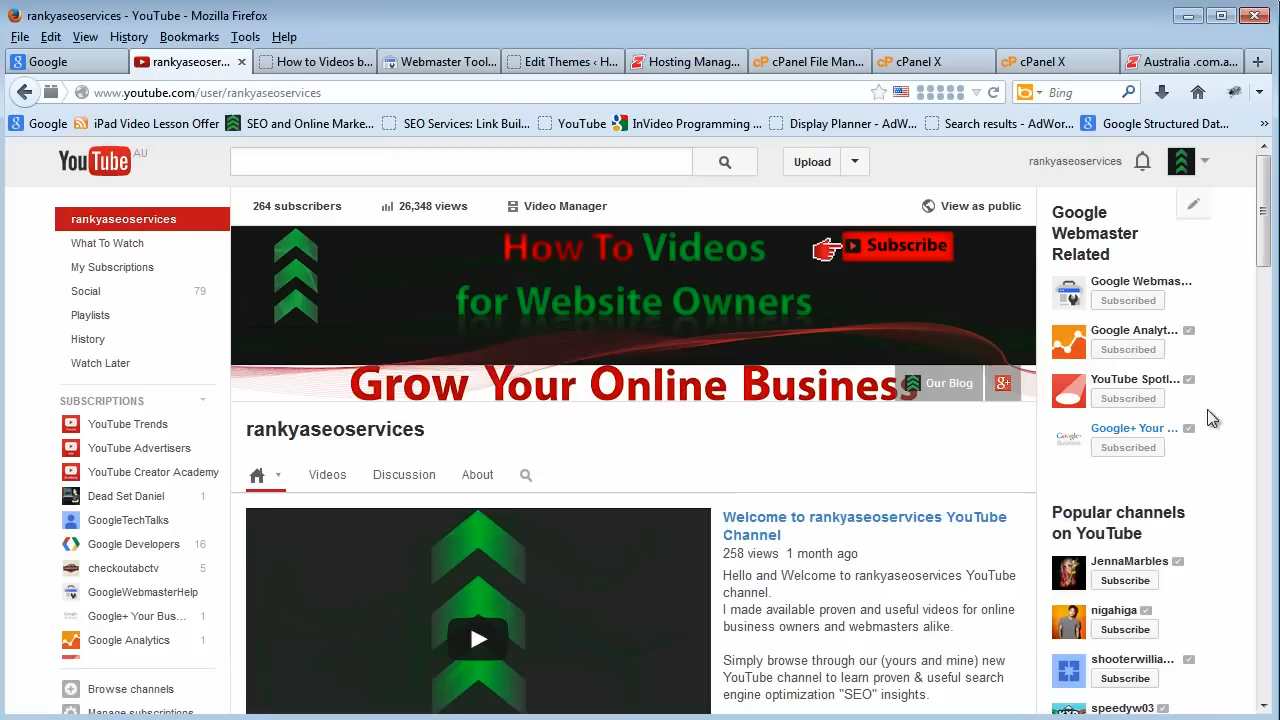 rankyaseoservices - YouTube - Mozilla Firefox
File Edit View History Bookmarks Tools Help
Google
rankyaseoser...
How to Videos b...
Webmaster Tool...
Edit Themes ‹ H...
Hosting Manag...
cPanel File Man...
cPanel X
cPanel X
Australia .com.a...
www.youtube.com/user/rankyaseoservices
Bing
Google
iPad Video Lesson Offer
SEO and Online Marke...
SEO Services: Link Buil...
YouTube
InVideo Programming ...
Display Planner - AdW...
Search results - AdWor...
Google Structured Dat...
YouTube AU
Upload
rankyaseoservices
rankyaseoservices
What To Watch
My Subscriptions
Social 79
Playlists
History
Watch Later
SUBSCRIPTIONS
YouTube Trends
YouTube Advertisers
YouTube Creator Academy
Dead Set Daniel 1
GoogleTechTalks
Google Developers 16
checkoutabctv 5
GoogleWebmasterHelp
Google+ Your Bus... 1
Google Analytics 1
Browse channels
Manage subscriptions
264 subscribers
26,348 views
Video Manager
View as public
How To Videos
Subscribe
for Website Owners
Grow Your Online Business
Our Blog
g+
rankyaseoservices
Videos
Discussion
About
Welcome to rankyaseoservices YouTube
Channel
258 views 1 month ago
Hello and Welcome to rankyaseoservices YouTube
channel.
I made available proven and useful videos for online
business owners and webmasters alike.
Simply browse through our (yours and mine) new
YouTube channel to learn proven & useful search
engine optimization "SEO" insights.
Google
Webmaster
Related
Google Webmas...
Subscribed
Google Analyt...
Subscribed
YouTube Spotl...
Subscribed
Google+ Your ...
Subscribed
Popular channels
on YouTube
JennaMarbles
Subscribe
nigahiga
Subscribe
shooterwillia...
Subscribe
speedyw03